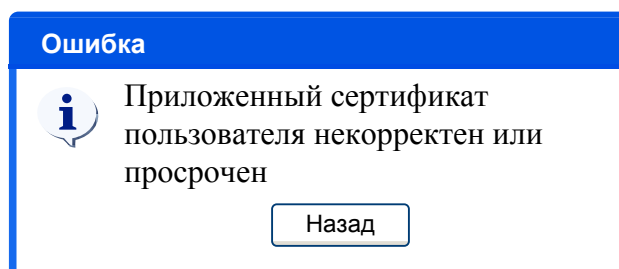 Ошибка
Приложенный сертификат
пользователя некорректен или
просрочен
Назад